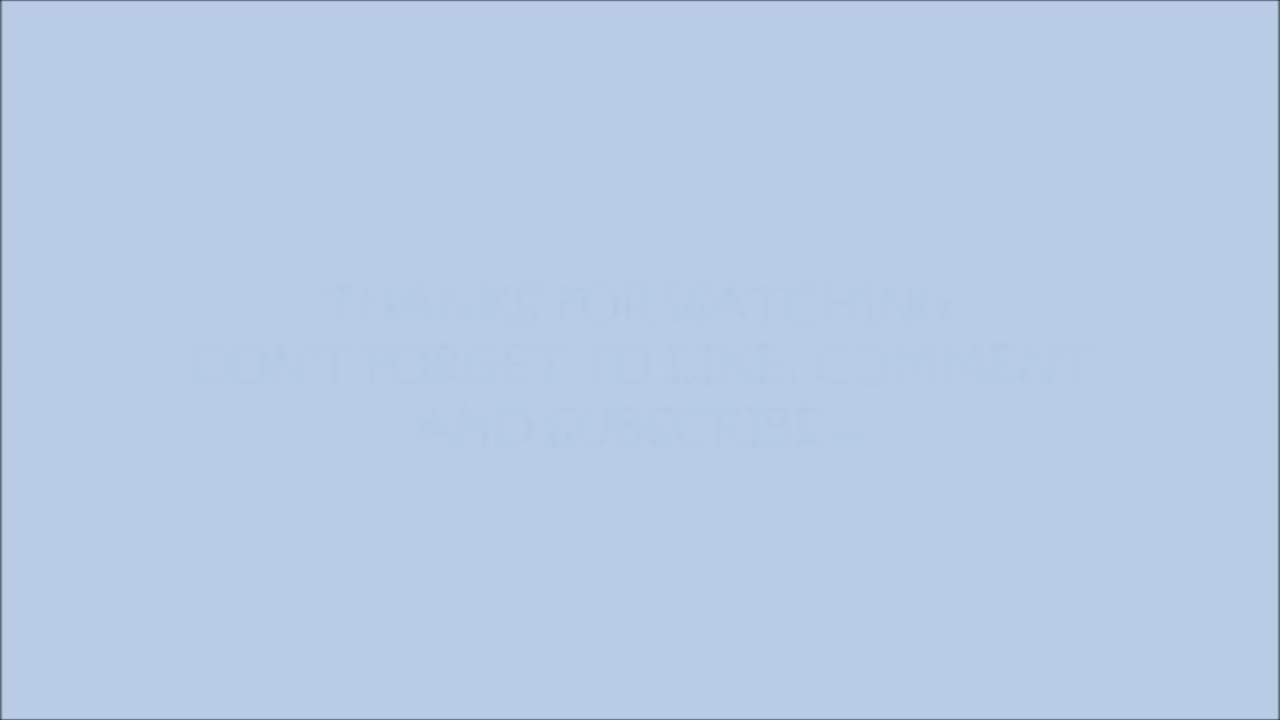 THANKS FOR WATCHING
DON'T FORGET TO LIKE, COMMENT
AND SUBSCRIBE...